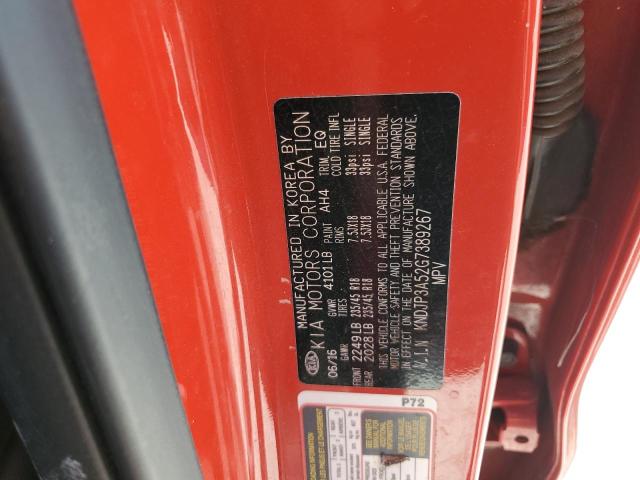 MANUFACTURED IN KOREA BY
KIA MOTORS CORPORATION
KIA
06/16 GVWR 4101LB PAINT AH4 TRIM EQ
GAWR TIRES RIMS COLD TIRE INFL
FRONT 2249LB 235/45 R18 7.5JX18 33psi SINGLE
REAR 2028LB 235/45 R18 7.5JX18 33psi SINGLE
THIS VEHICLE CONFORMS TO ALL APPLICABLE U.S.A. FEDERAL
MOTOR VEHICLE SAFETY AND THEFT PREVENTION STANDARDS
IN EFFECT ON THE DATE OF MANUFACTURE SHOWN ABOVE.
V.I.N KNDJP3A52G7389267
MPV
P72